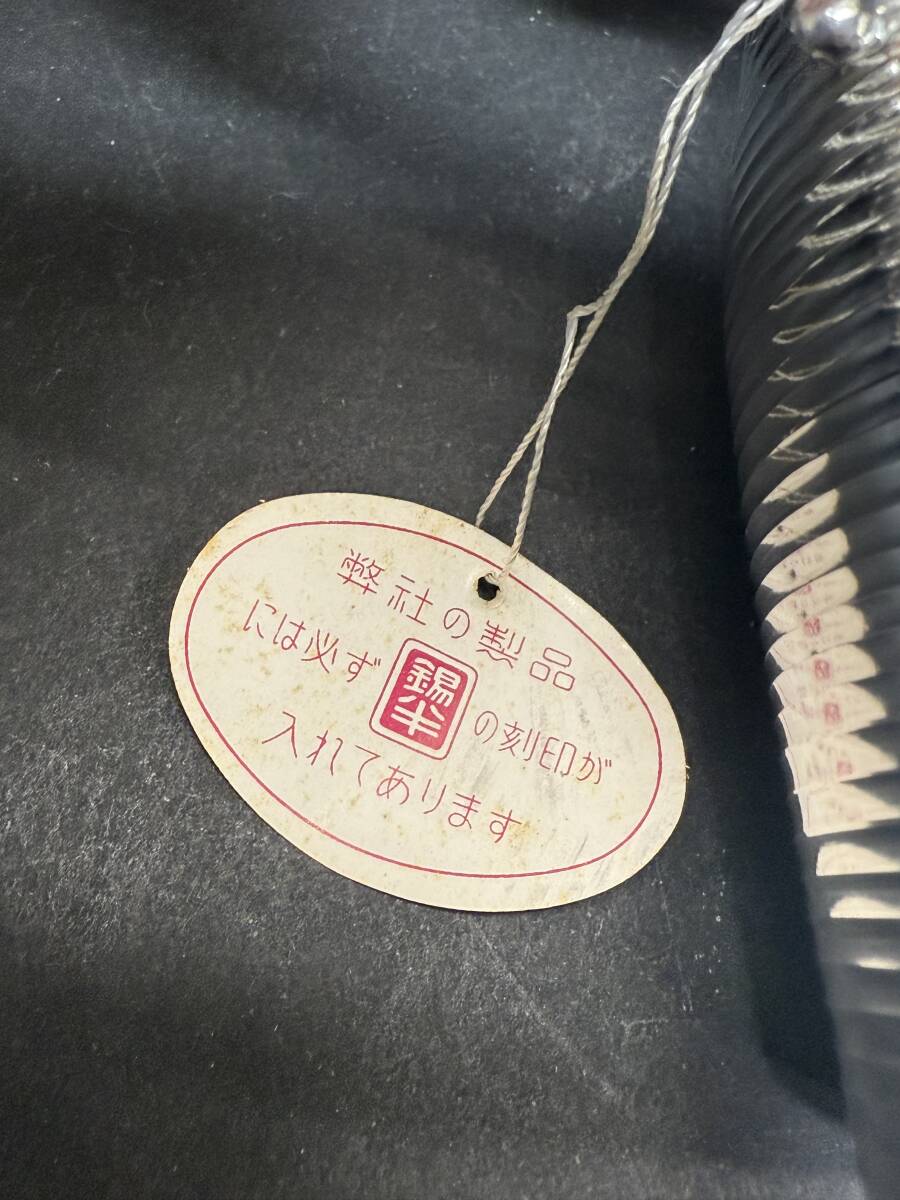 弊社の製品
には必ず錫半の刻印が
入れてあります